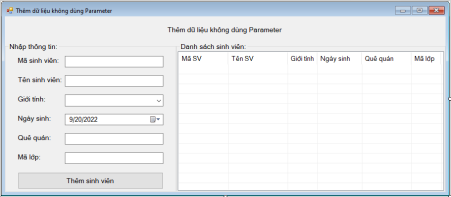 Thêm dữ liệu không dùng Parameter
Thêm dữ liệu không dùng Parameter
Nhập thông tin:
Mã sinh viên:
Tên sinh viên:
Giới tính:
Ngày sinh: 9/20/2022
Quê quán:
Mã lớp:
Thêm sinh viên
Danh sách sinh viên:
Mã SV Tên SV Giới tính Ngày sinh Quê quán Mã lớp